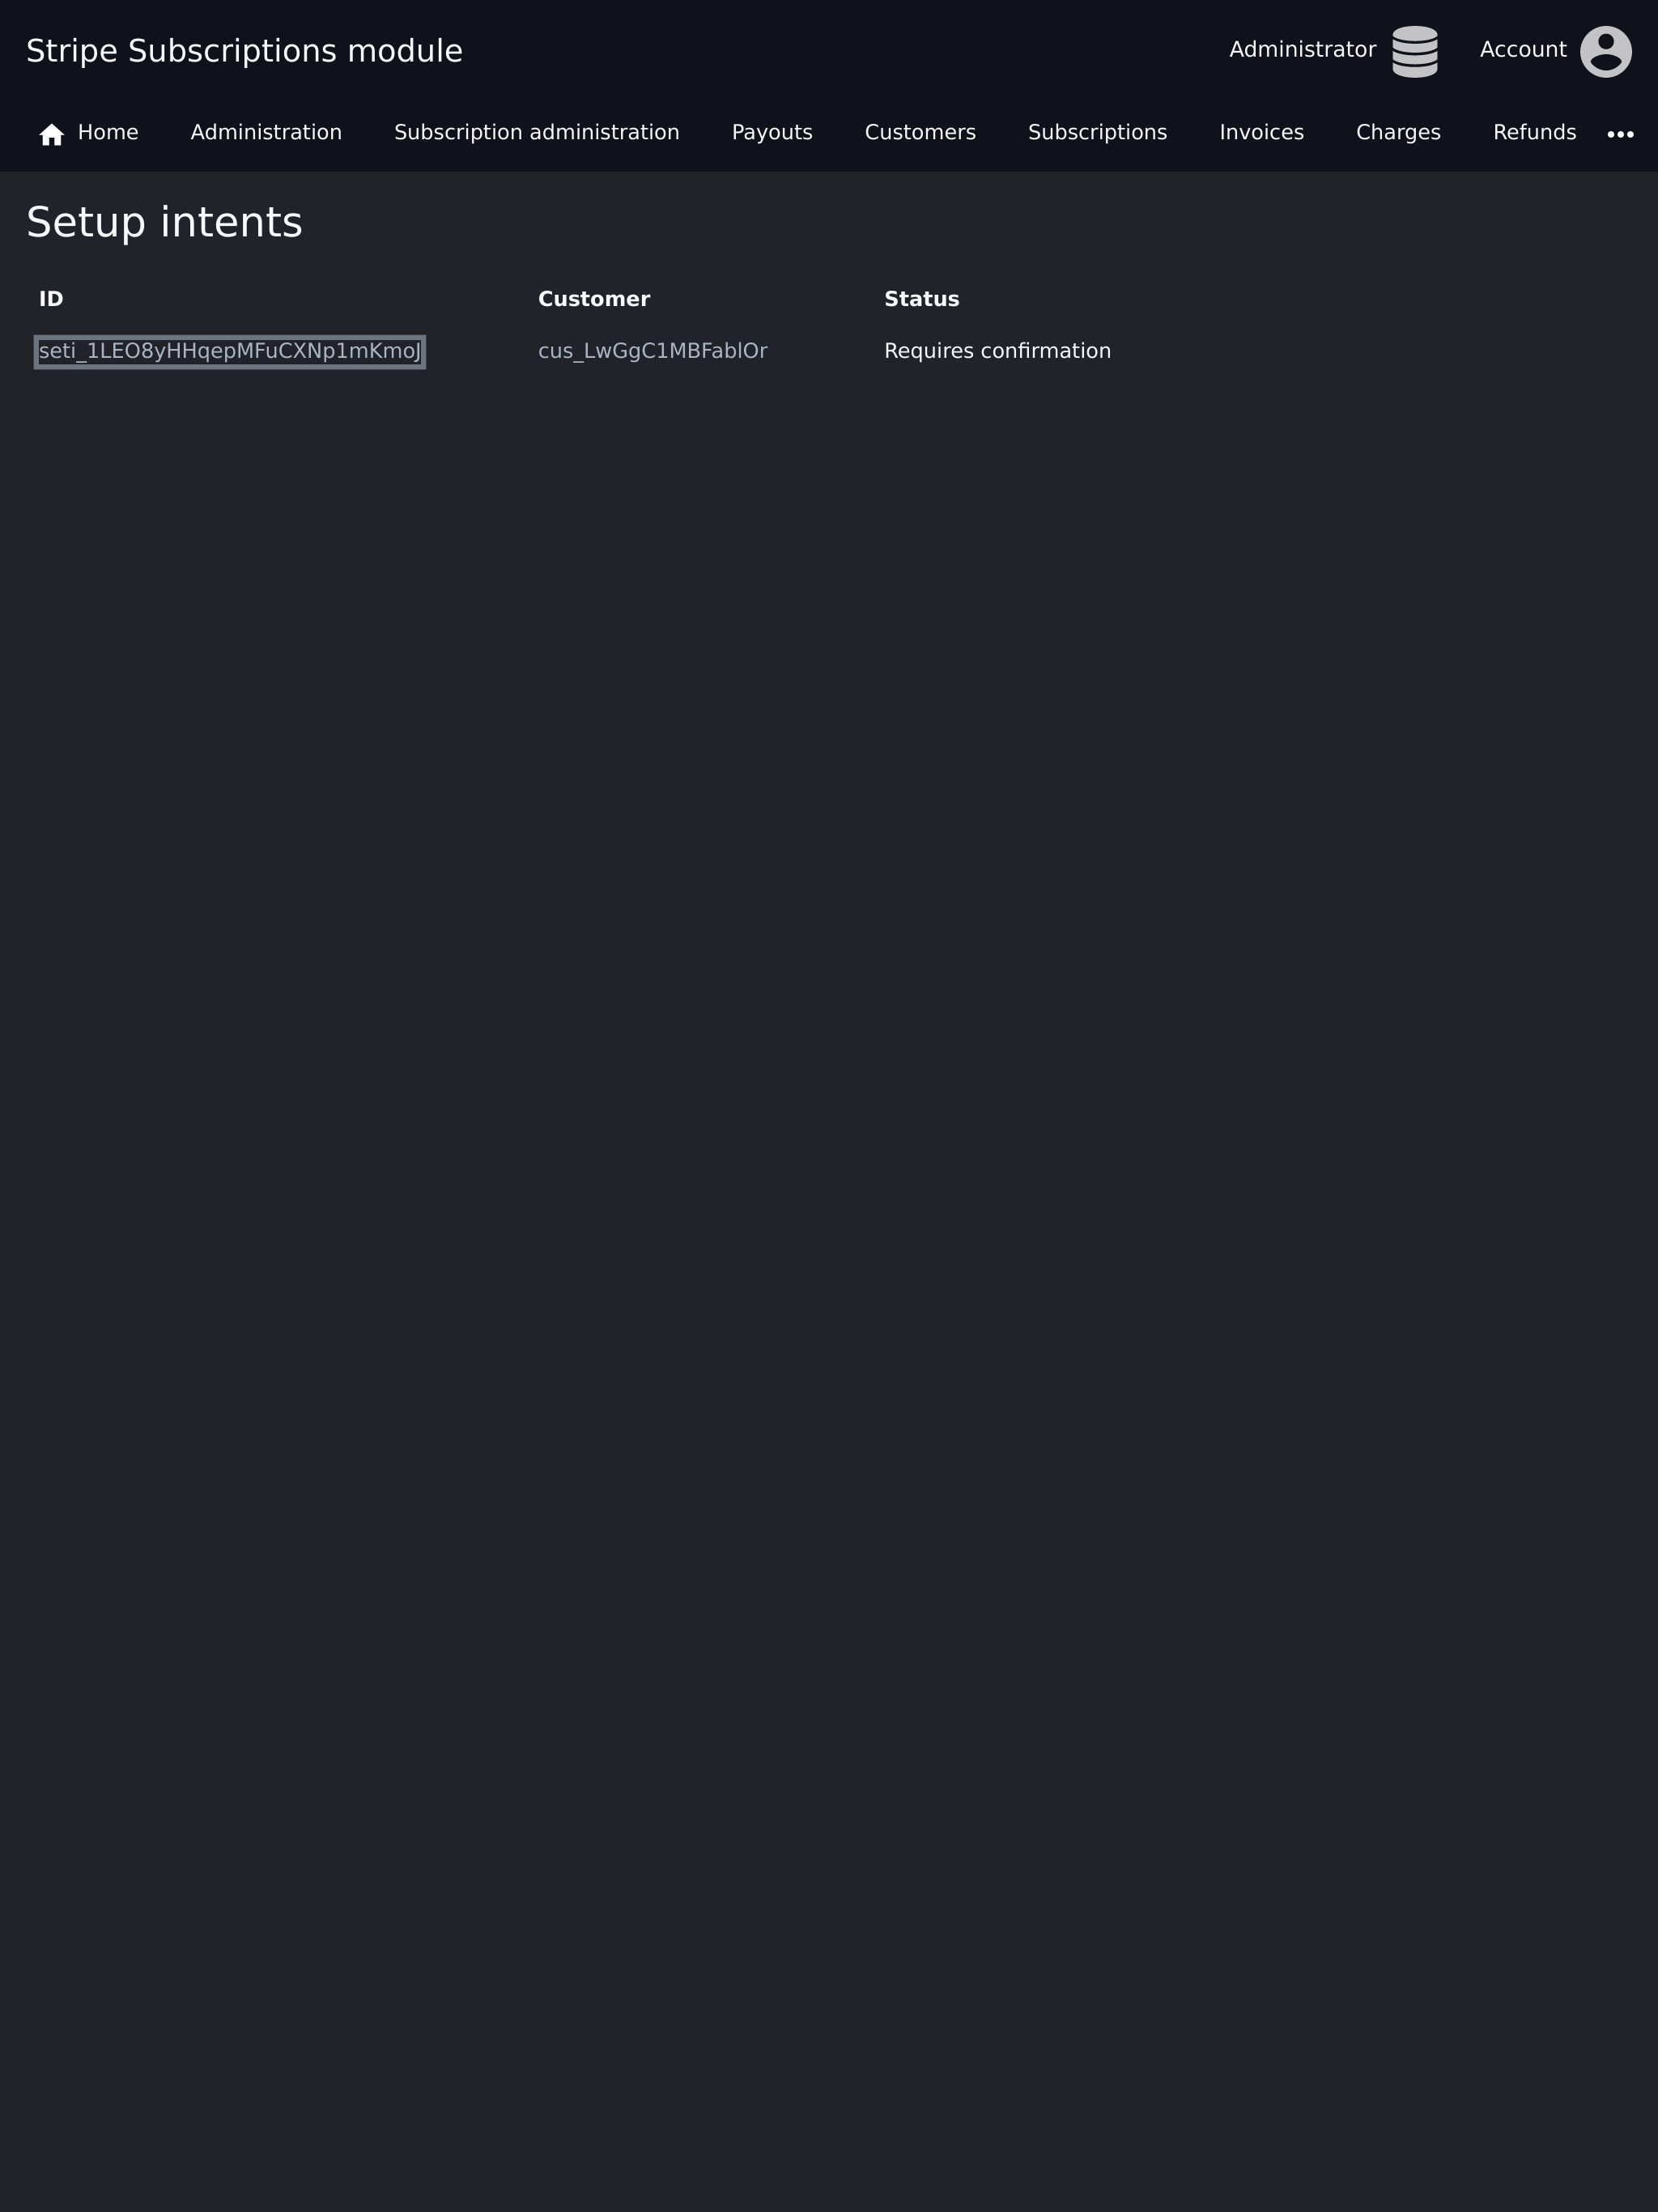 Stripe Subscriptions module
Administrator
Account
Home Administration Subscription administration Payouts Customers Subscriptions Invoices Charges Refunds
Setup intents
ID Customer Status
seti_1LEO8yHHqepMFuCXNp1mKmoJ cus_LwGgC1MBFablOr Requires confirmation